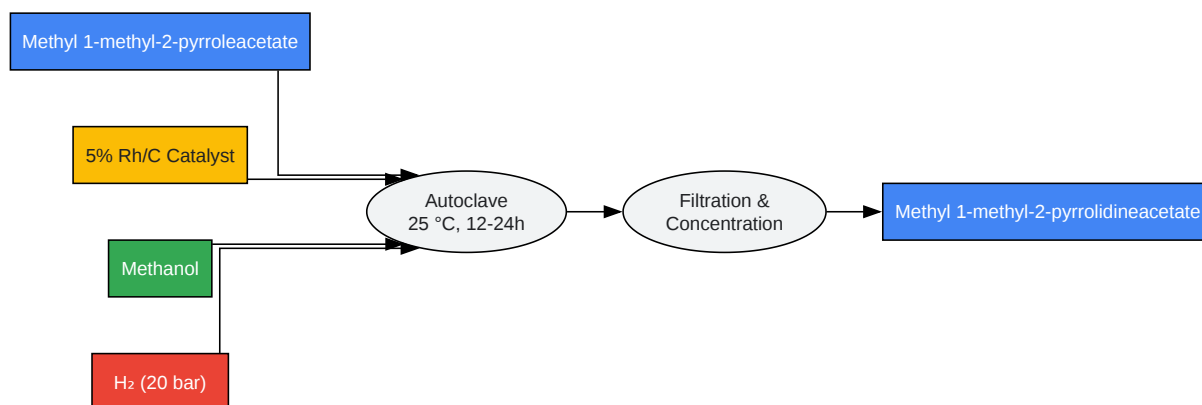 Methyl 1-methyl-2-pyrroleacetate
5% Rh/C Catalyst
Methanol
H₂ (20 bar)
Autoclave
25 °C, 12-24h
Filtration &
Concentration
Methyl 1-methyl-2-pyrrolidineacetate